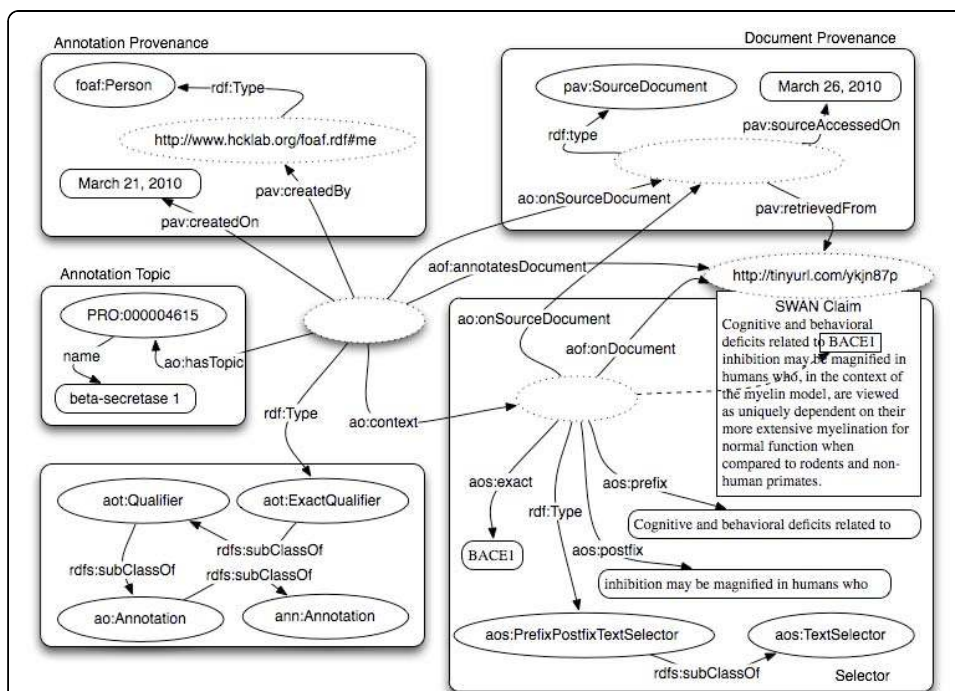 Annotation Provenance
foaf:Person
rdf:Type
http://www.hcklab.org/foaf.rdf#me
March 21, 2010
pav:createdBy
pav:createdOn
Document Provenance
pav:SourceDocument
March 26, 2010
rdf:type
pav:sourceAccessedOn
ao:onSourceDocument
pav:retrievedFrom
Annotation Topic
PRO:000004615
name
ao:hasTopic
beta-secretase 1
aof:annotatesDocument
http://tinyurl.com/ykjn87p
ao:onSourceDocument
aof:onDocument
rdf:Type
ao:context
SWAN Claim
Cognitive and behavioral
deficits related to BACE1
inhibition may be magnified in
humans who, in the context of
the myelin model, are viewed
as uniquely dependent on their
more extensive myelination for
normal function when
compared to rodents and non-
human primates.
aot:Qualifier
aot:ExactQualifier
rdfs:subClassOf
rdfs:subClassOf
rdfs:subClassOf
ao:Annotation
ann:Annotation
aos:exact
aos:prefix
rdf:Type
Cognitive and behavioral deficits related to
BACE1
aos:postfix
inhibition may be magnified in humans who
aos:PrefixPostfixTextSelector
aos:TextSelector
rdfs:subClassOf
Selector